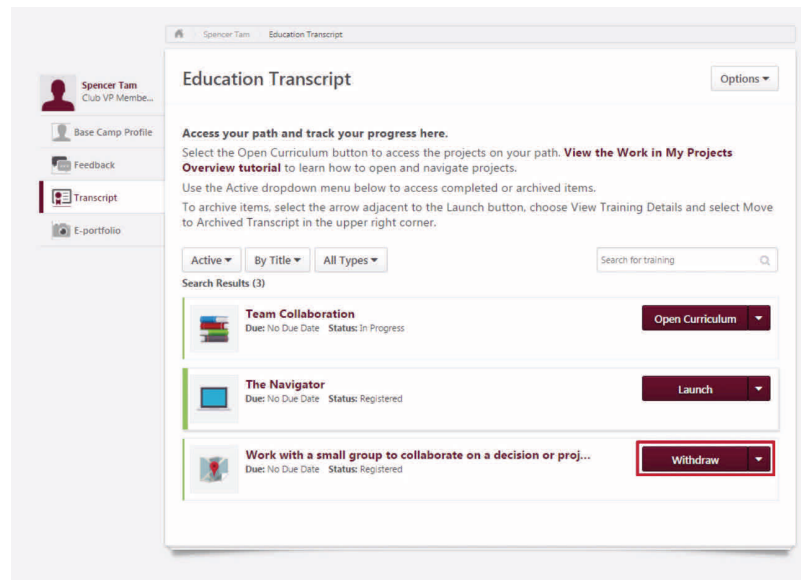 Spencer Tam Education Transcript
Spencer Tam
Club VP Membe...
Base Camp Profile
Feedback
Transcript
E-portfolio
Education Transcript
Options
Access your path and track your progress here.
Select the Open Curriculum button to access the projects on your path. View the Work in My Projects
Overview tutorial to learn how to open and navigate projects.
Use the Active dropdown menu below to access completed or archived items.
To archive items, select the arrow adjacent to the Launch button, choose View Training Details and select Move
to Archived Transcript in the upper right corner.
Active By Title All Types Search for training
Search Results (3)
Team Collaboration
Due: No Due Date Status: In Progress
Open Curriculum
The Navigator
Due: No Due Date Status: Registered
Launch
Work with a small group to collaborate on a decision or proj...
Due: No Due Date Status: Registered
Withdraw